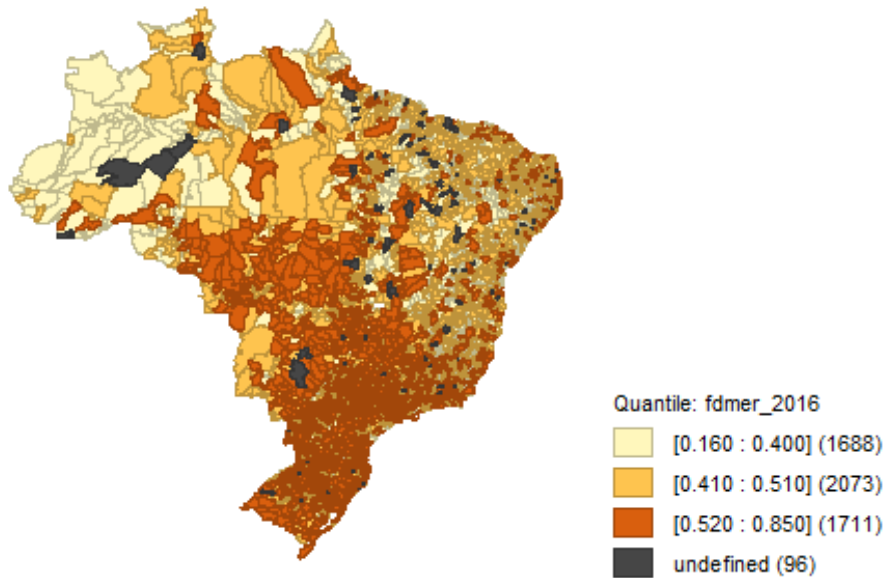 Quantile: fdmer_2016
[0.160 : 0.400] (1688)
[0.410 : 0.510] (2073)
[0.520 : 0.850] (1711)
undefined (96)